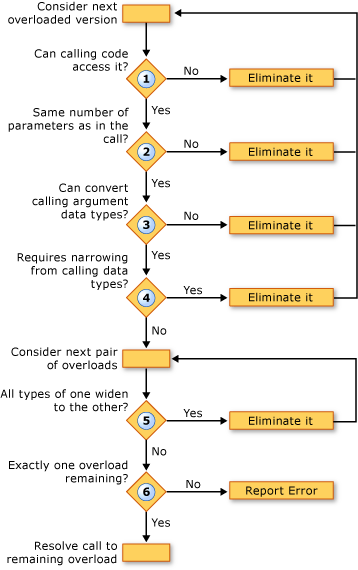 Consider next
overloaded version
Can calling code
access it?
1
No
Eliminate it
Yes
Same number of
parameters as in the
call?
2
No
Eliminate it
Yes
Can convert
calling argument
data types?
3
No
Eliminate it
Yes
Requires narrowing
from calling data
types?
4
Yes
Eliminate it
No
Consider next pair
of overloads
All types of one widen
to the other?
5
Yes
Eliminate it
No
Exactly one overload
remaining?
6
No
Report Error
Yes
Resolve call to
remaining overload